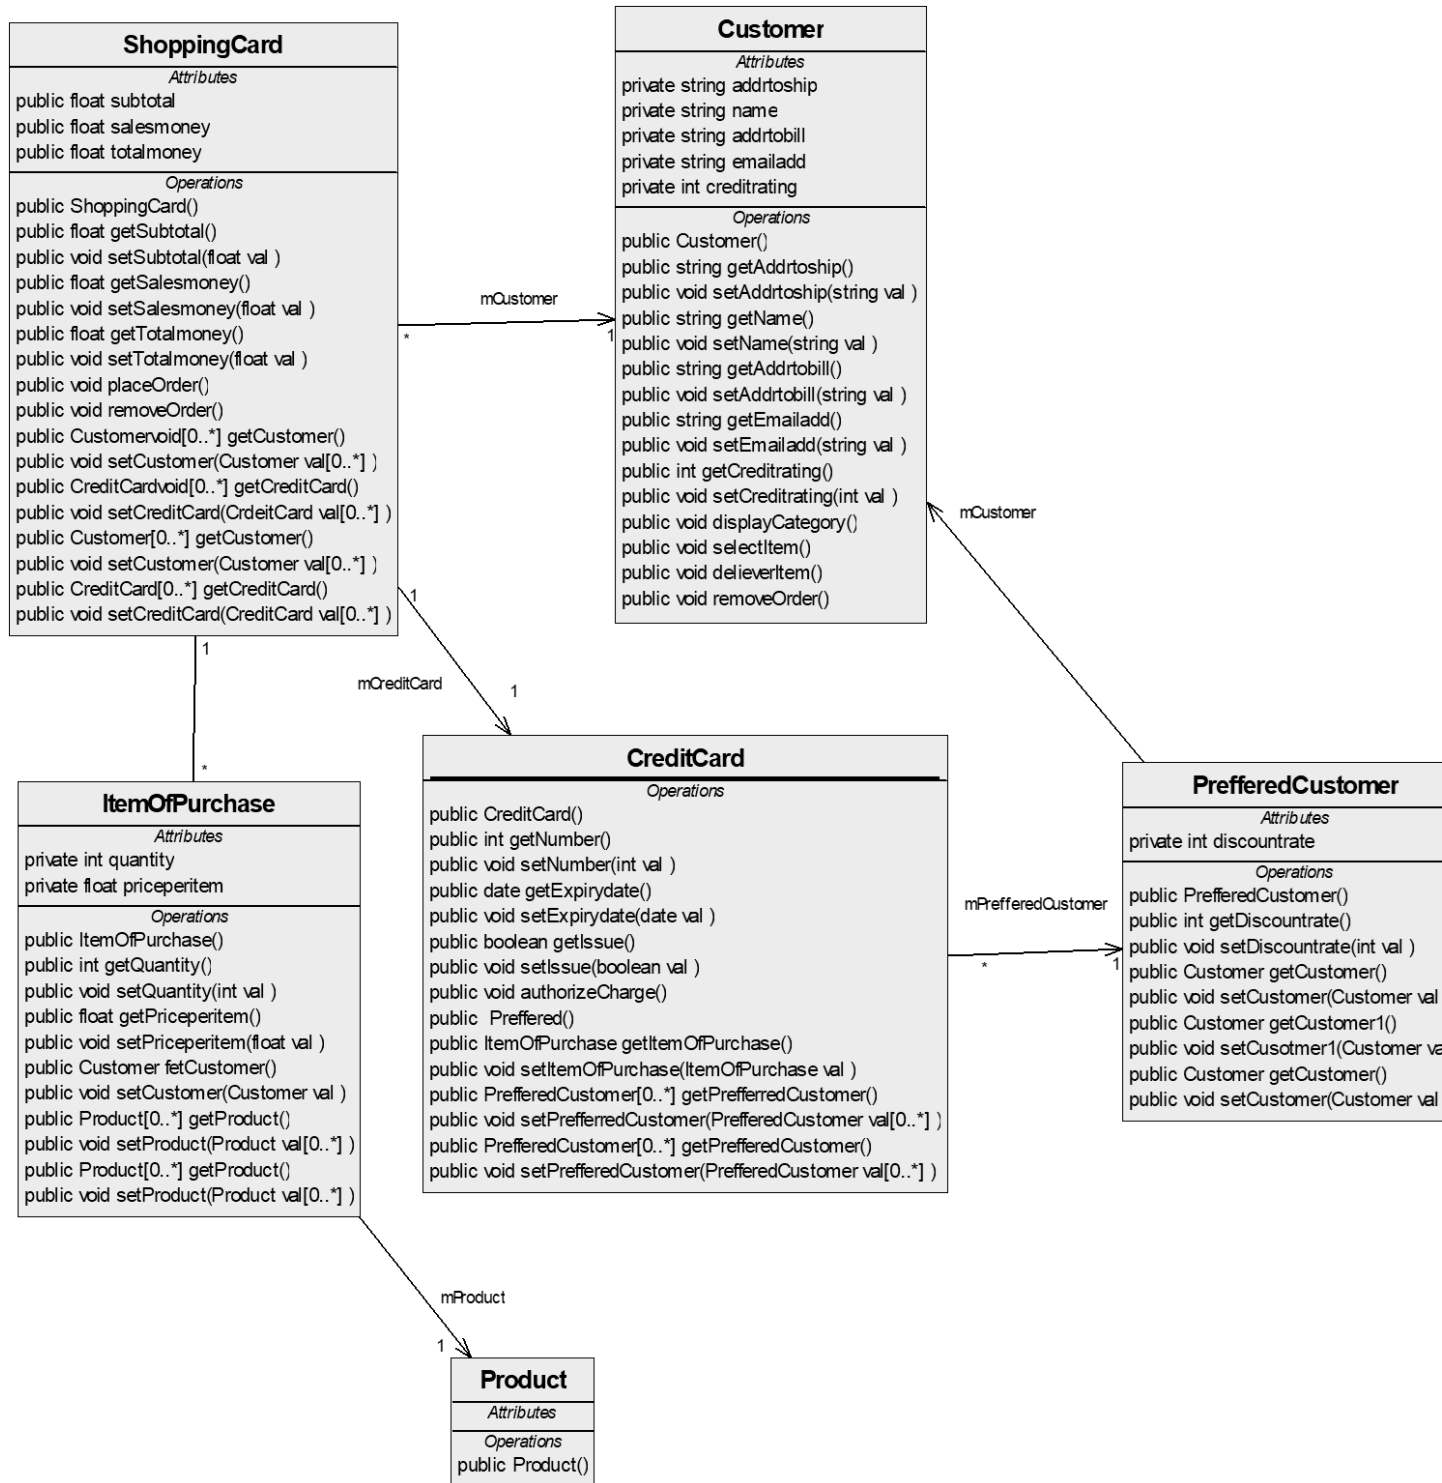 ShoppingCard
Attributes
public float subtotal
public float salesmoney
public float totalmoney
Operations
public ShoppingCard()
public float getSubtotal()
public void setSubtotal(float val )
public float getSalesmoney()
public void setSalesmoney(float val )
public float getTotalmoney()
public void setTotalmoney(float val )
public void placeOrder()
public void removeOrder()
public Customervoid[0..*] getCustomer()
public void setCustomer(Customer val[0..*] )
public CreditCardvoid[0..*] getCreditCard()
public void setCreditCard(CrdeitCard val[0..*] )
public Customer[0..*] getCustomer()
public void setCustomer(Customer val[0..*] )
public CreditCard[0..*] getCreditCard()
public void setCreditCard(CreditCard val[0..*] )
mCustomer
*
1
Customer
Attributes
private string addrtoship
private string name
private string addrtobill
private string emailadd
private int creditrating
Operations
public Customer()
public string getAddrtoship()
public void setAddrtoship(string val )
public string getName()
public void setName(string val )
public string getAddrtobill()
public void setAddrtobill(string val )
public string getEmailadd()
public void setEmailadd(string val )
public int getCreditrating()
public void setCreditrating(int val )
public void displayCategory()
public void selectItem()
public void delieverItem()
public void removeOrder()
mCustomer
1
*
1
mCreditCard
1
ItemOfPurchase
Attributes
private int quantity
private float priceperitem
Operations
public ItemOfPurchase()
public int getQuantity()
public void setQuantity(int val )
public float getPriceperitem()
public void setPriceperitem(float val )
public Customer fetCustomer()
public void setCustomer(Customer val )
public Product[0..*] getProduct()
public void setProduct(Product val[0..*] )
public Product[0..*] getProduct()
public void setProduct(Product val[0..*] )
CreditCard
Operations
public CreditCard()
public int getNumber()
public void setNumber(int val )
public date getExpirydate()
public void setExpirydate(date val )
public boolean getIssue()
public void setIssue(boolean val )
public void authorizeCharge()
public Preffered()
public ItemOfPurchase getItemOfPurchase()
public void setItemOfPurchase(ItemOfPurchase val )
public PrefferedCustomer[0..*] getPrefferredCustomer()
public void setPrefferredCustomer(PrefferedCustomer val[0..*] )
public PrefferedCustomer[0..*] getPrefferedCustomer()
public void setPrefferedCustomer(PrefferedCustomer val[0..*] )
mPrefferedCustomer
*
1
PrefferedCustomer
Attributes
private int discountrate
Operations
public PrefferedCustomer()
public int getDiscountrate()
public void setDiscountrate(int val )
public Customer getCustomer()
public void setCustomer(Customer val
public Customer getCustomer1()
public void setCusotmer1(Customer va
public Customer getCustomer()
public void setCustomer(Customer val
mProduct
1
Product
Attributes
Operations
public Product()